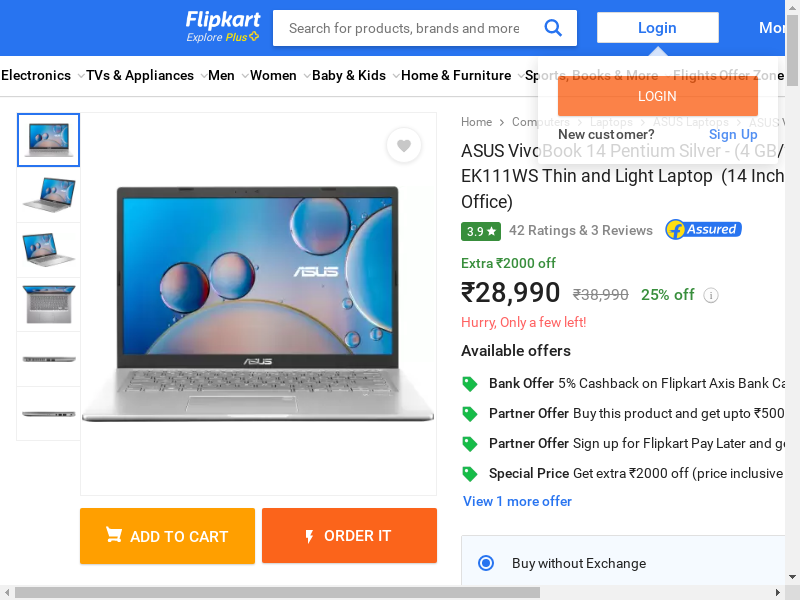 Flipkart
Explore Plus
Search for products, brands and more
Login
Mor
Electronics
TVs & Appliances
Men
Women
Baby & Kids
Home & Furniture
Sports, Books & More
Flights
Offer Zone
LOGIN
New customer?
Sign Up
Home > Computers > Laptops > ASUS Laptops > ASUS V
ASUS VivoBook 14 Pentium Silver - (4 GB/
EK111WS Thin and Light Laptop (14 Inch
Office)
3.9 ★
42 Ratings & 3 Reviews
Assured
Extra ₹2000 off
₹28,990
₹38,990
25% off
Hurry, Only a few left!
Available offers
Bank Offer 5% Cashback on Flipkart Axis Bank Ca
Partner Offer Buy this product and get upto ₹500
Partner Offer Sign up for Flipkart Pay Later and ge
Special Price Get extra ₹2000 off (price inclusive
View 1 more offer
Buy without Exchange
ASUS
ASUS
ADD TO CART
ORDER IT